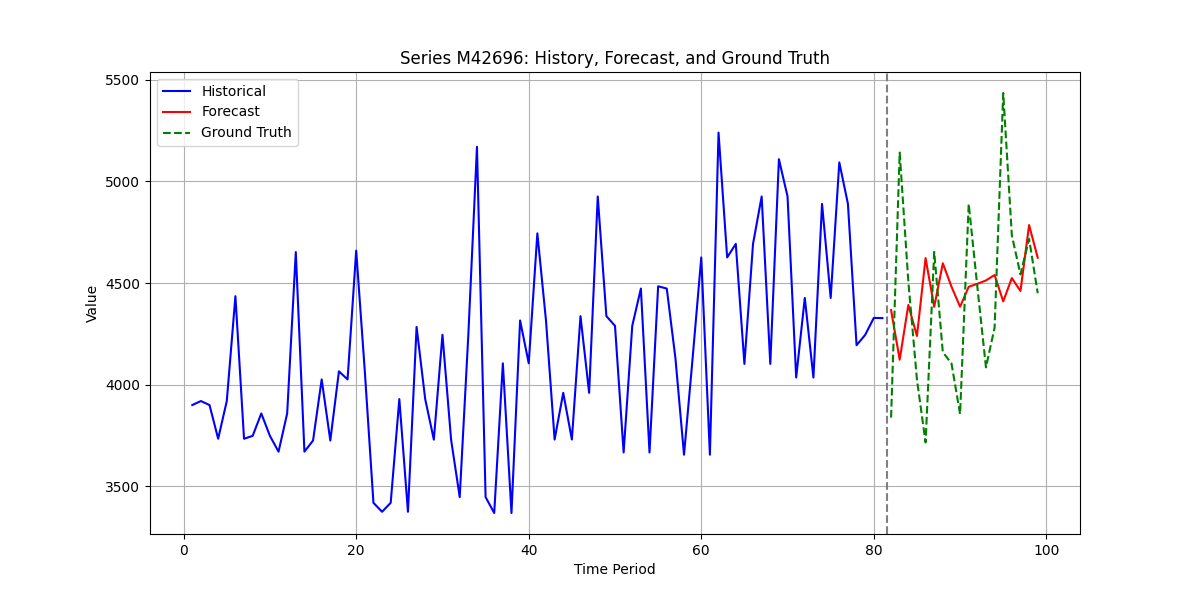 Series M42696: History, Forecast, and Ground Truth
5500
5000
4500
4000
3500
Value
Historical
Forecast
Ground Truth
0
20
40
60
80
100
Time Period